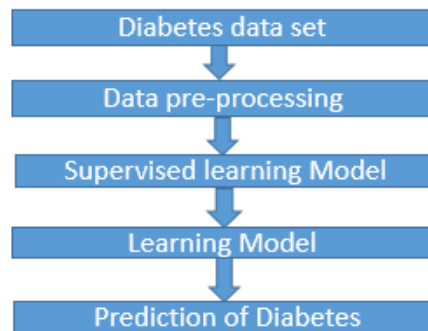 Diabetes data set
Data pre-processing
Supervised learning Model
Learning Model
Prediction of Diabetes